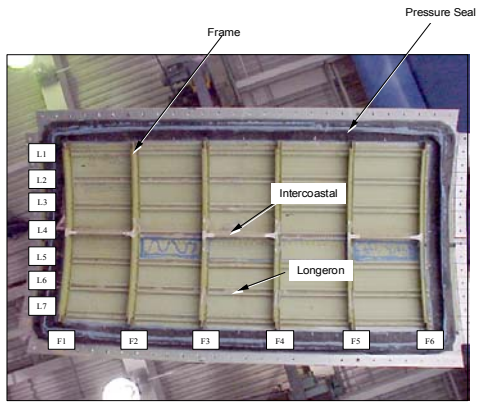 Pressure Seal
Frame
L1
L2
L3
Intercoastal
L4
L5
Longeron
L6
L7
F1 F2 F3 F4 F5 F6